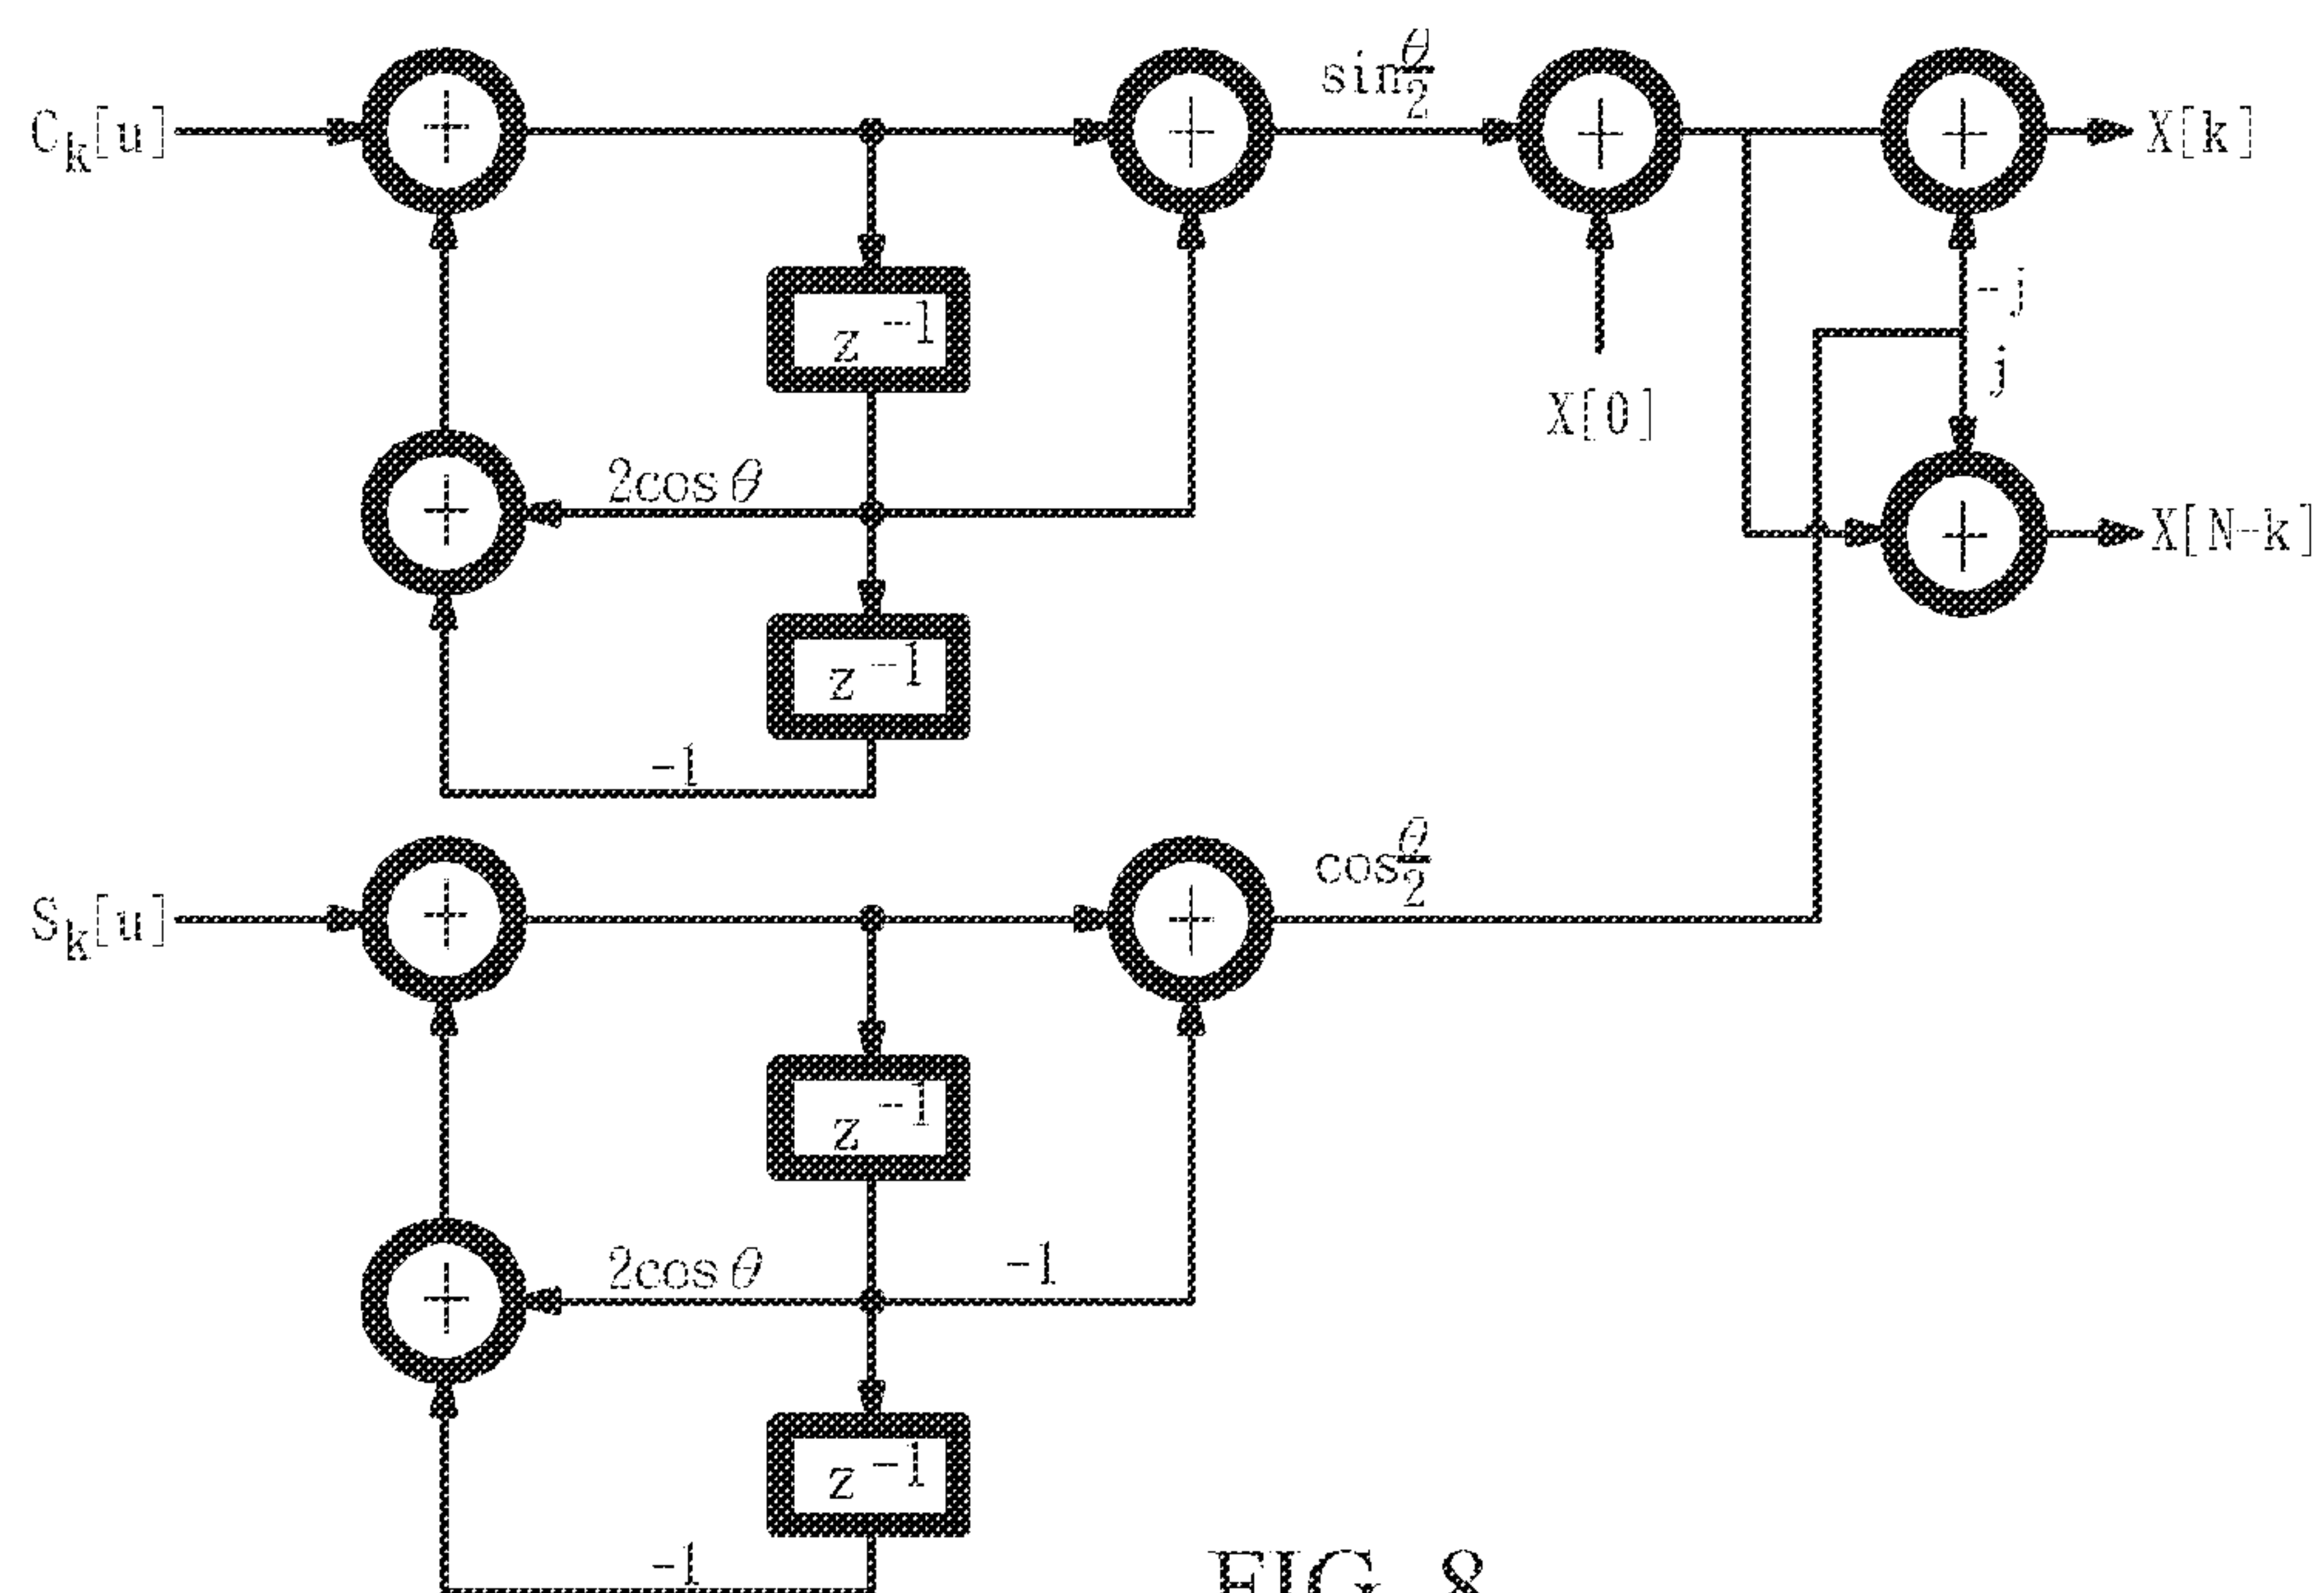 C_k[u]
+
+
sin θ/2
+
+
X[k]
z^-1
-j
j
X[0]
2cos θ
+
+
X[N-k]
z^-1
-1
S_k[u]
+
+
cos θ/2
z^-1
2cos θ
-1
+
z^-1
-1
FIG. 8